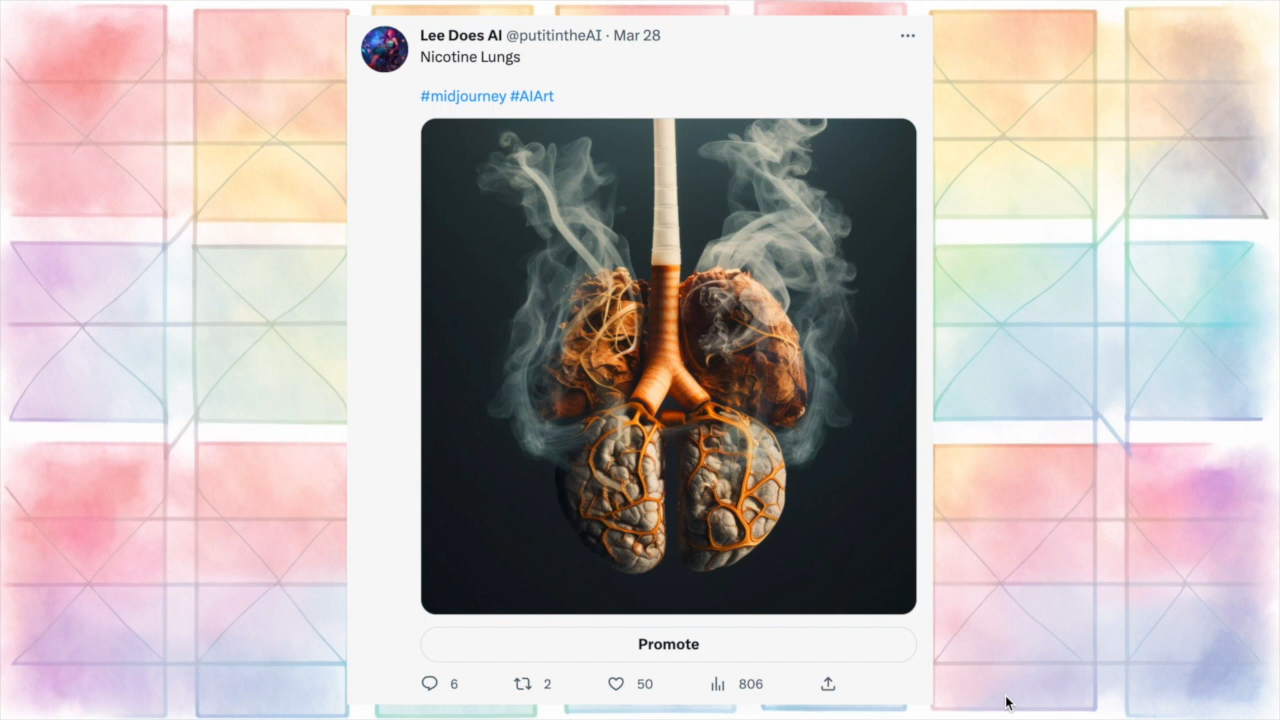 Lee Does AI @putitintheAI · Mar 28
Nicotine Lungs
#midjourney #AIArt
Promote
6 2 50 806